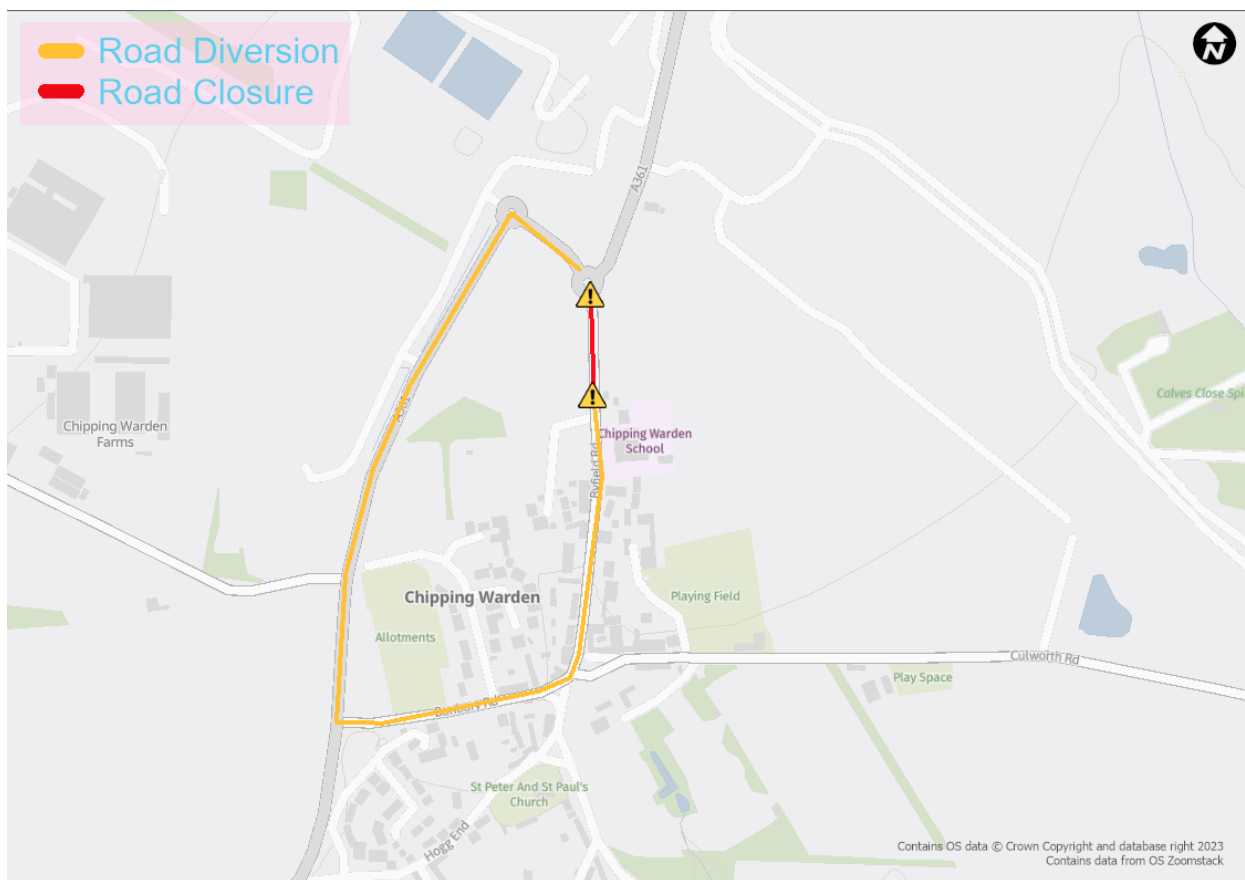 Road Diversion
Road Closure
N
A361
A361
Chipping Warden
Farms
Calves Close Spi
Chipping Warden
School
Byfield Rd
Chipping Warden
Playing Field
Allotments
Culworth Rd
Play Space
Banbury Rd
St Peter And St Paul's
Church
Hogg End
Contains OS data © Crown Copyright and database right 2023
Contains data from OS Zoomstack